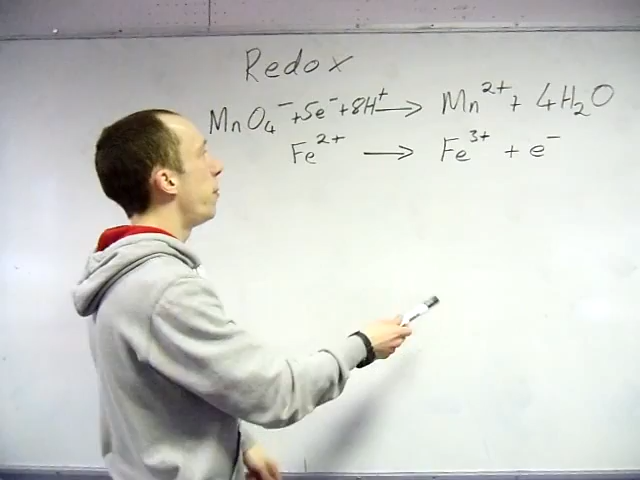 Redox
MnO₄⁻ + 5e⁻ + 8H⁺ → Mn²⁺ + 4H₂O
Fe²⁺ → Fe³⁺ + e⁻